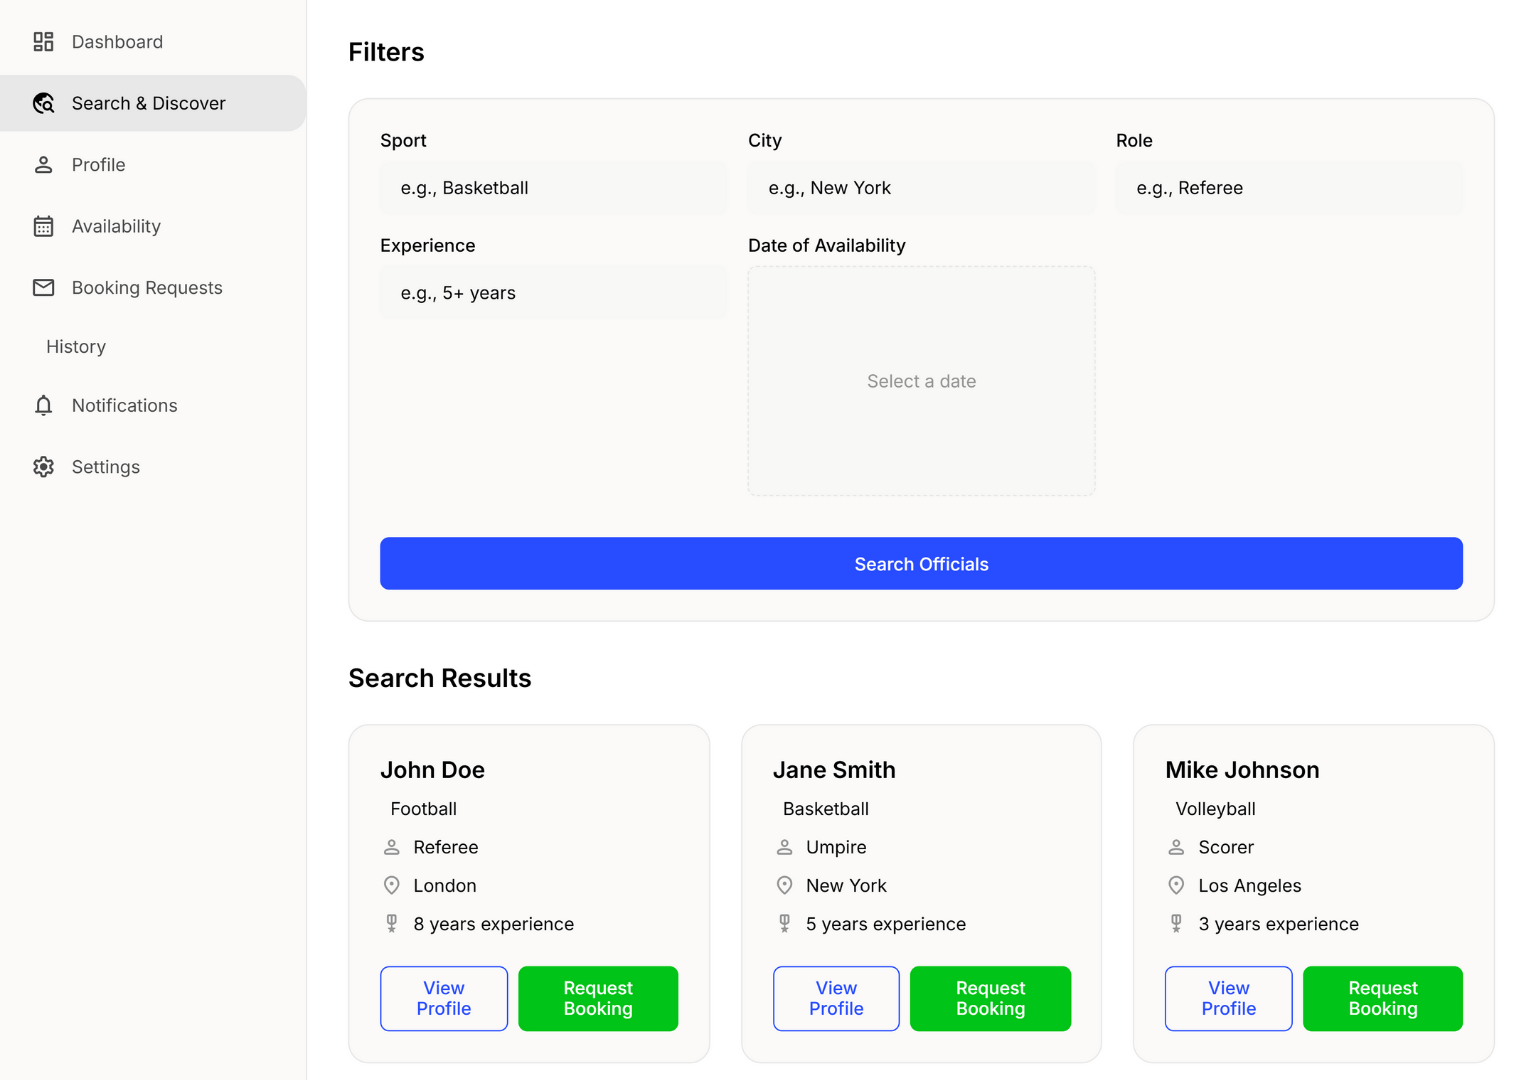 Dashboard
Search & Discover
Profile
Availability
Booking Requests
History
Notifications
Settings
Filters
Sport
e.g., Basketball
City
e.g., New York
Role
e.g., Referee
Experience
e.g., 5+ years
Date of Availability
Select a date
Search Officials
Search Results
John Doe
Football
Referee
London
8 years experience
View
Profile
Request
Booking
Jane Smith
Basketball
Umpire
New York
5 years experience
View
Profile
Request
Booking
Mike Johnson
Volleyball
Scorer
Los Angeles
3 years experience
View
Profile
Request
Booking